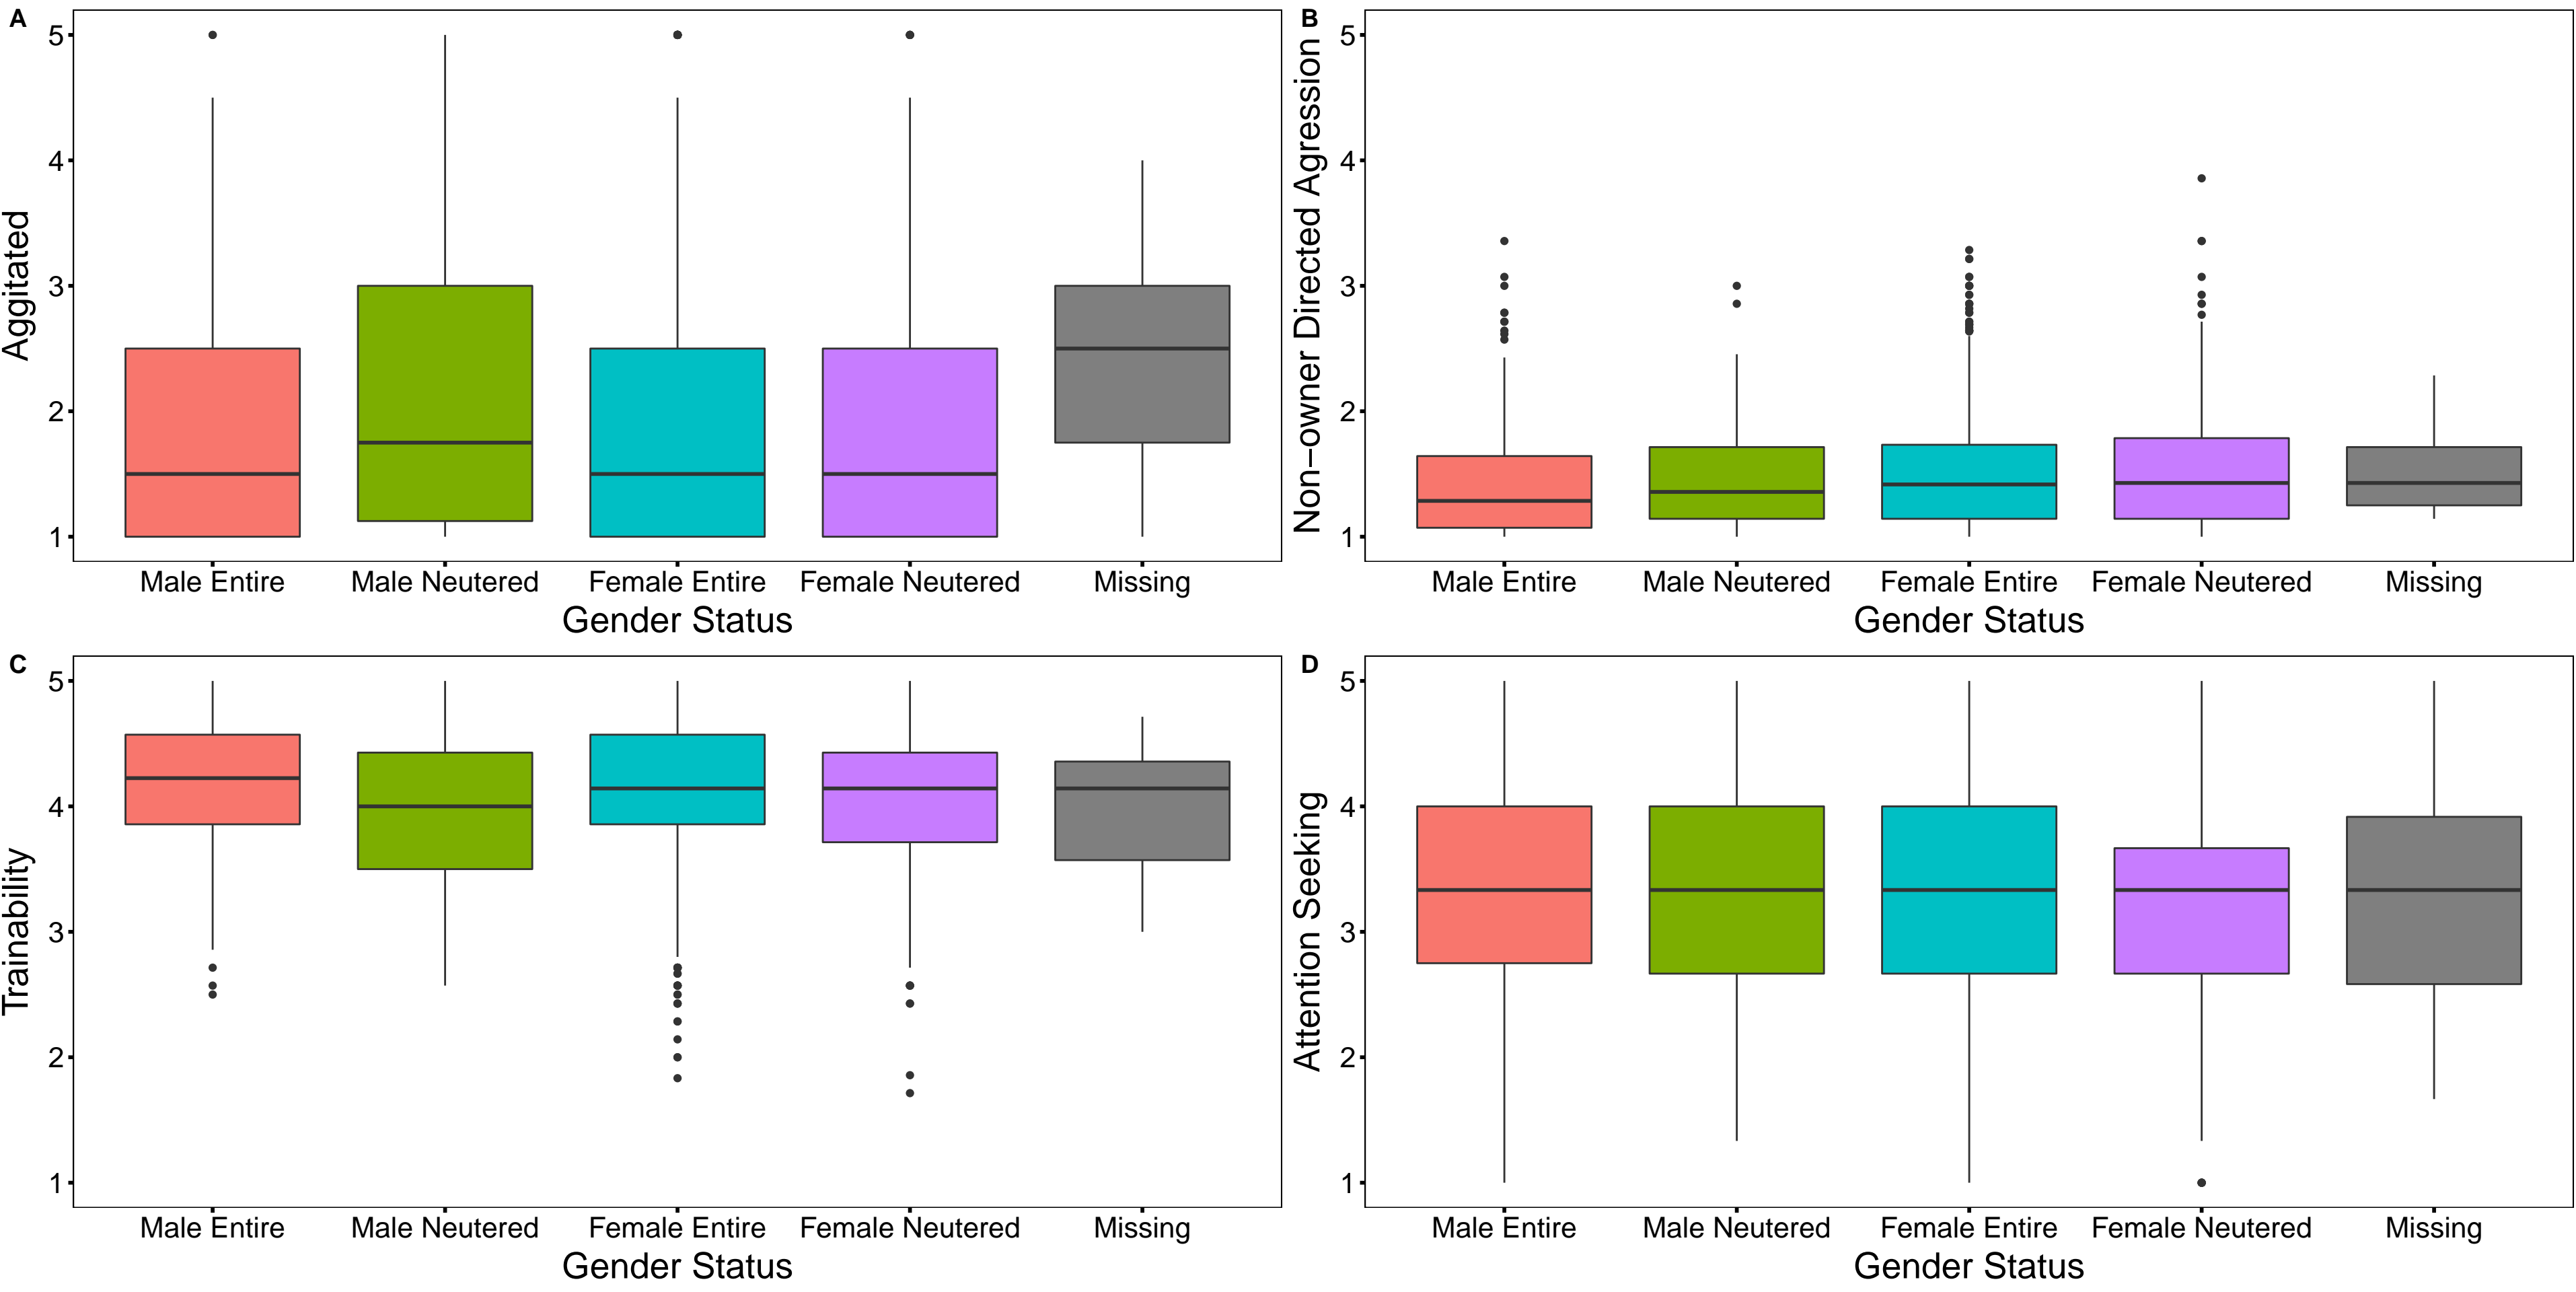 A
Aggitated
5
4
3
2
1
Male Entire Male Neutered Female Entire Female Neutered Missing
Gender Status
B
Non−owner Directed Agression
5
4
3
2
1
Male Entire Male Neutered Female Entire Female Neutered Missing
Gender Status
C
Trainability
5
4
3
2
1
Male Entire Male Neutered Female Entire Female Neutered Missing
Gender Status
D
Attention Seeking
5
4
3
2
1
Male Entire Male Neutered Female Entire Female Neutered Missing
Gender Status